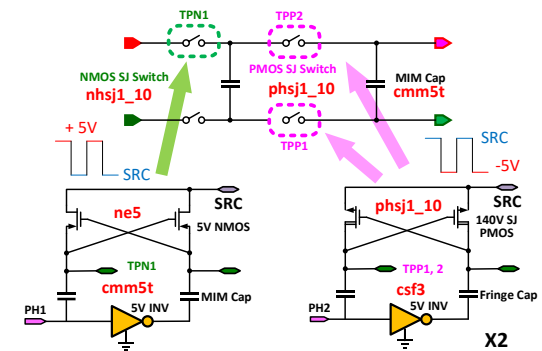 TPN1
TPP2
NMOS SJ Switch
nhsj1_10
PMOS SJ Switch
phsj1_10
MIM Cap
cmm5t
TPP1
+ 5V
SRC
SRC
-5V
SRC
ne5
5V NMOS
TPN1
cmm5t
MIM Cap
5V INV
PH1
SRC
phsj1_10
140V SJ
PMOS
TPP1, 2
csf3
Fringe Cap
5V INV
PH2
X2